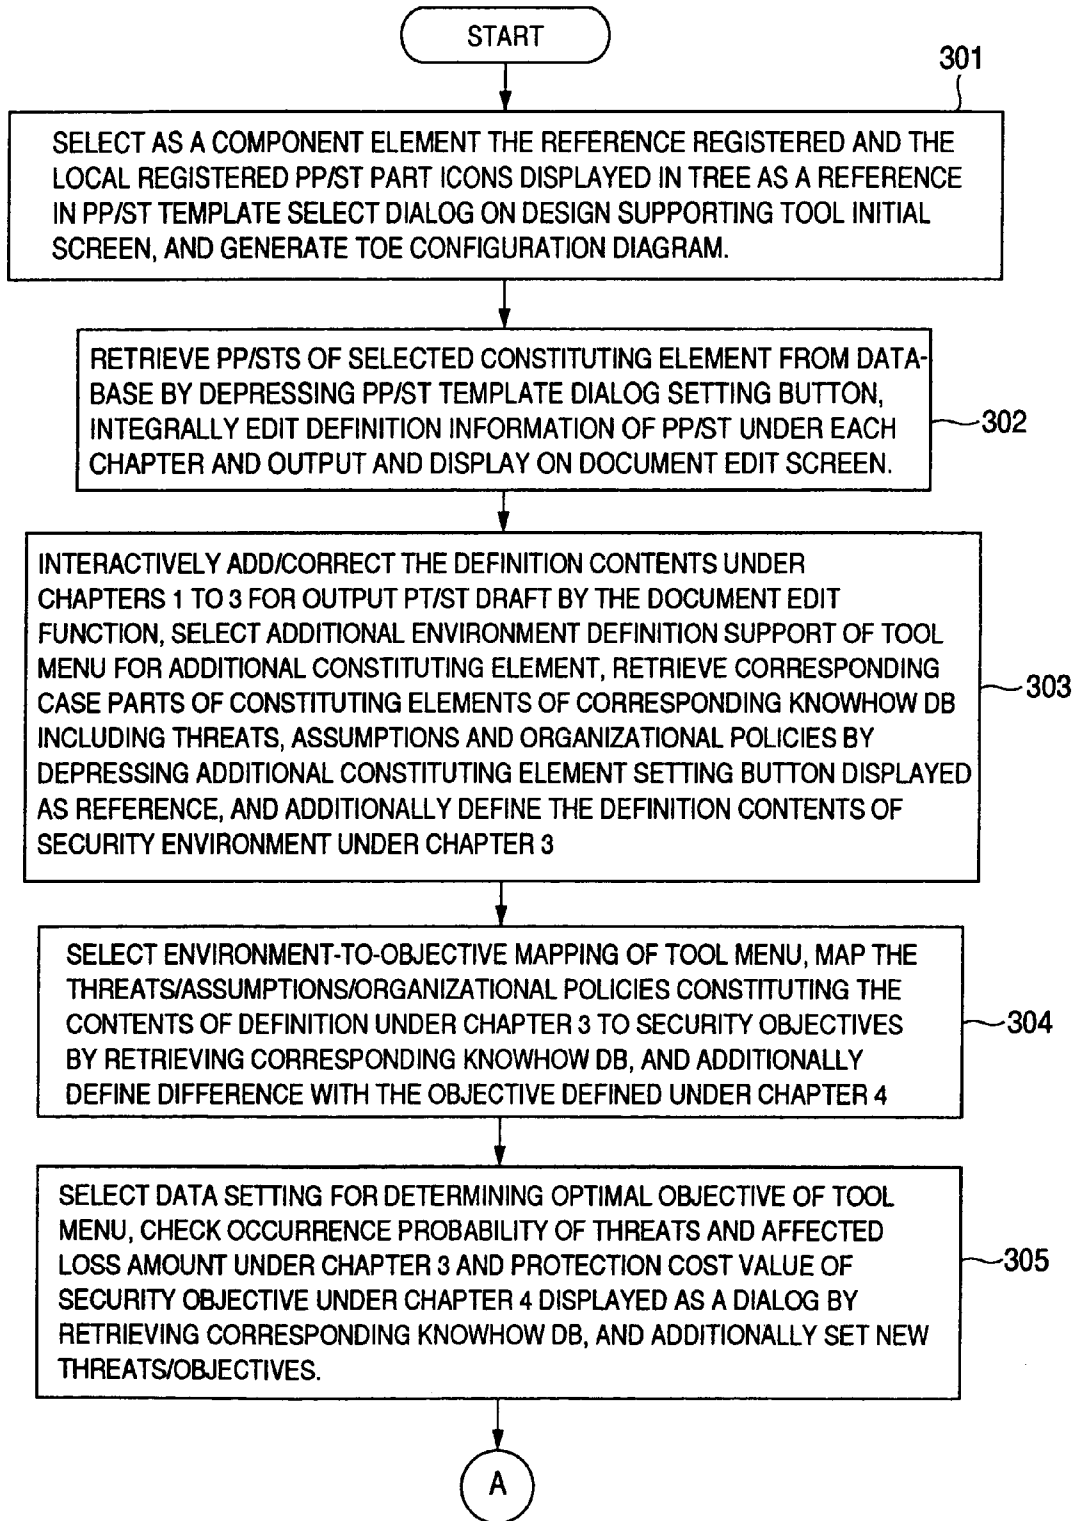 START
301
SELECT AS A COMPONENT ELEMENT THE REFERENCE REGISTERED AND THE
LOCAL REGISTERED PP/ST PART ICONS DISPLAYED IN TREE AS A REFERENCE
IN PP/ST TEMPLATE SELECT DIALOG ON DESIGN SUPPORTING TOOL INITIAL
SCREEN, AND GENERATE TOE CONFIGURATION DIAGRAM.
RETRIEVE PP/STS OF SELECTED CONSTITUTING ELEMENT FROM DATA-
BASE BY DEPRESSING PP/ST TEMPLATE DIALOG SETTING BUTTON,
INTEGRALLY EDIT DEFINITION INFORMATION OF PP/ST UNDER EACH
CHAPTER AND OUTPUT AND DISPLAY ON DOCUMENT EDIT SCREEN.
302
INTERACTIVELY ADD/CORRECT THE DEFINITION CONTENTS UNDER
CHAPTERS 1 TO 3 FOR OUTPUT PT/ST DRAFT BY THE DOCUMENT EDIT
FUNCTION, SELECT ADDITIONAL ENVIRONMENT DEFINITION SUPPORT OF TOOL
MENU FOR ADDITIONAL CONSTITUTING ELEMENT, RETRIEVE CORRESPONDING
CASE PARTS OF CONSTITUTING ELEMENTS OF CORRESPONDING KNOWHOW DB
INCLUDING THREATS, ASSUMPTIONS AND ORGANIZATIONAL POLICIES BY
DEPRESSING ADDITIONAL CONSTITUTING ELEMENT SETTING BUTTON DISPLAYED
AS REFERENCE, AND ADDITIONALLY DEFINE THE DEFINITION CONTENTS OF
SECURITY ENVIRONMENT UNDER CHAPTER 3
303
SELECT ENVIRONMENT-TO-OBJECTIVE MAPPING OF TOOL MENU, MAP THE
THREATS/ASSUMPTIONS/ORGANIZATIONAL POLICIES CONSTITUTING THE
CONTENTS OF DEFINITION UNDER CHAPTER 3 TO SECURITY OBJECTIVES
BY RETRIEVING CORRESPONDING KNOWHOW DB, AND ADDITIONALLY
DEFINE DIFFERENCE WITH THE OBJECTIVE DEFINED UNDER CHAPTER 4
304
SELECT DATA SETTING FOR DETERMINING OPTIMAL OBJECTIVE OF TOOL
MENU, CHECK OCCURRENCE PROBABILITY OF THREATS AND AFFECTED
LOSS AMOUNT UNDER CHAPTER 3 AND PROTECTION COST VALUE OF
SECURITY OBJECTIVE UNDER CHAPTER 4 DISPLAYED AS A DIALOG BY
RETRIEVING CORRESPONDING KNOWHOW DB, AND ADDITIONALLY SET NEW
THREATS/OBJECTIVES.
305
A